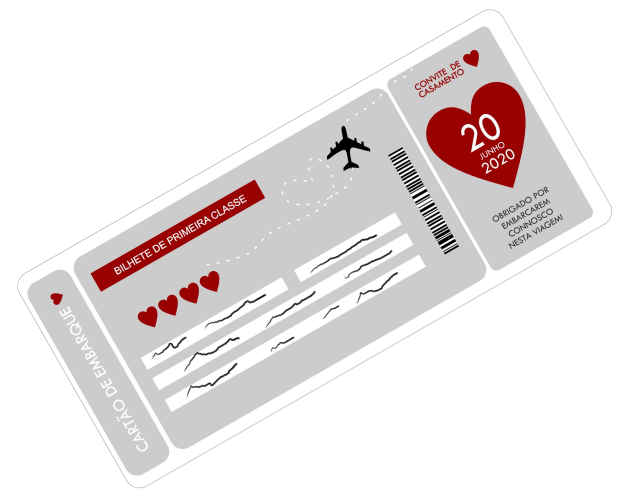 CARTÃO DE EMBARQUE
BILHETE DE PRIMEIRA CLASSE
CONVITE DE
CASAMENTO
20
JUNHO
2020
OBRIGADO POR
EMBARCAREM
CONNOSCO
NESTA VIAGEM!